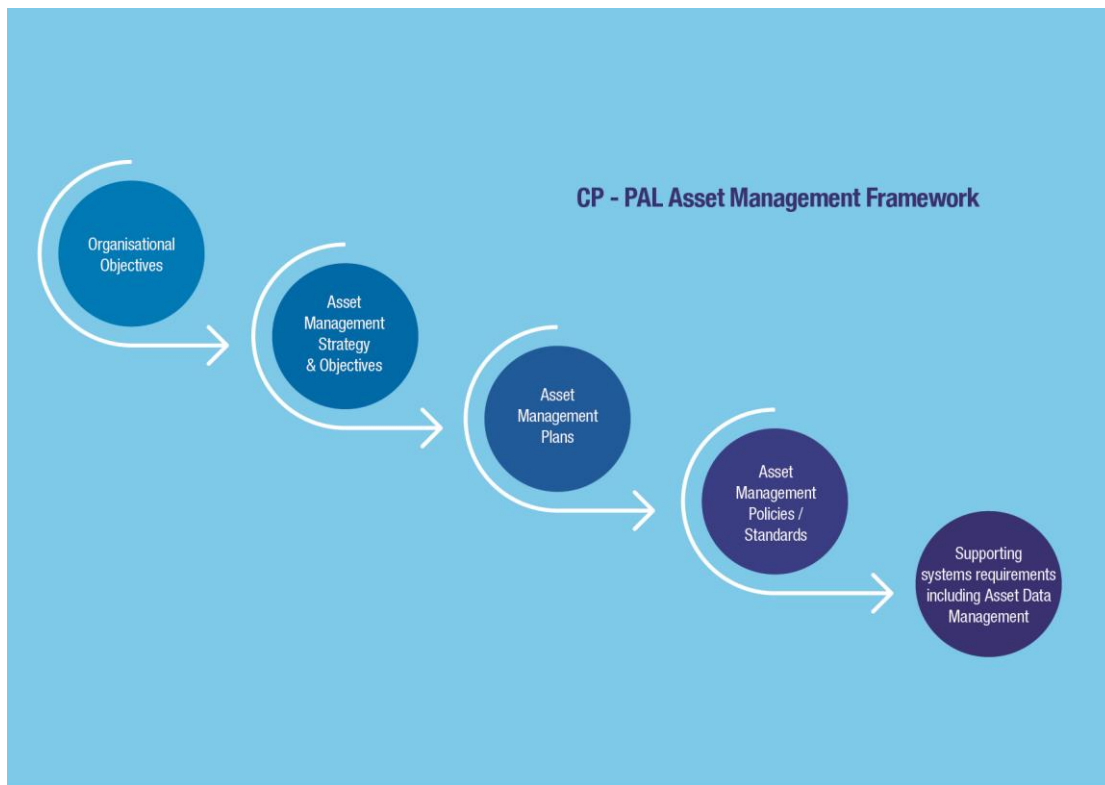 CP - PAL Asset Management Framework
Organisational
Objectives
Asset
Management
Strategy
& Objectives
Asset
Management
Plans
Asset
Management
Policies /
Standards
Supporting
systems requirements
including Asset Data
Management